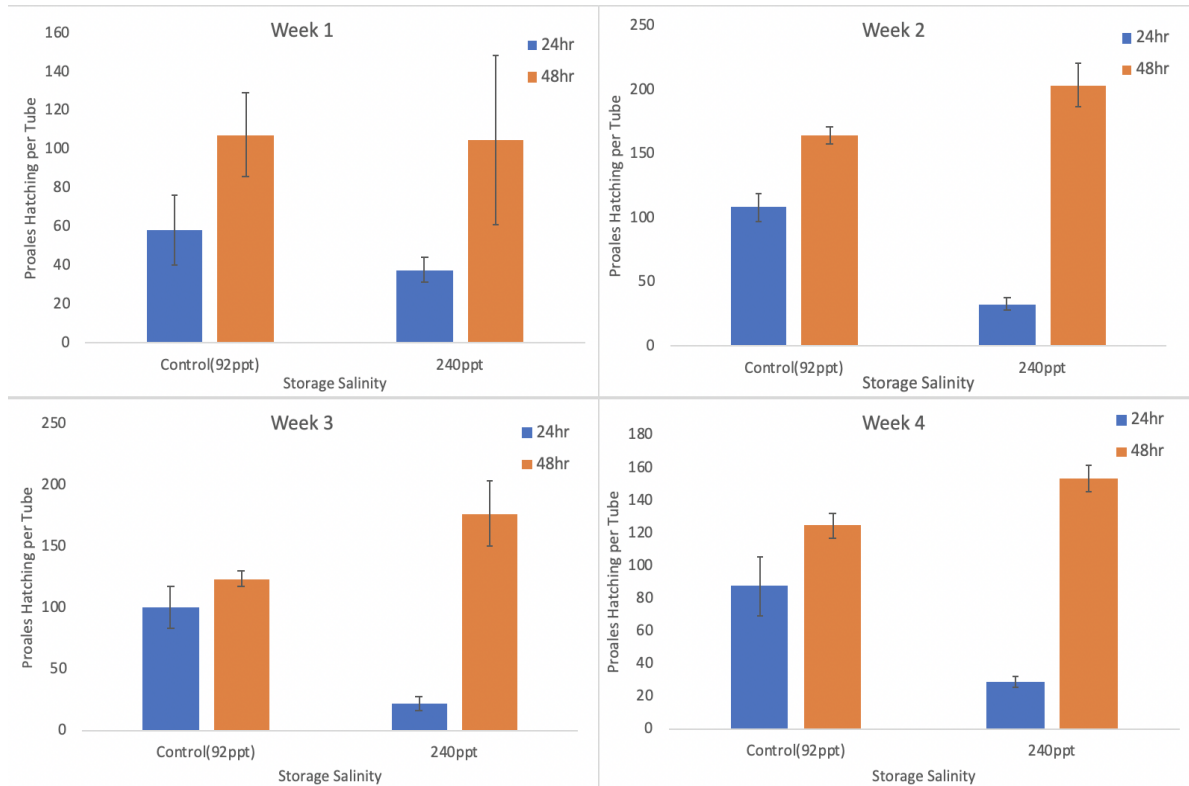 Week 1
24hr
48hr
Proales Hatching per Tube
160
140
120
100
80
60
40
20
0
Control(92ppt)
240ppt
Storage Salinity
Week 2
24hr
48hr
Proales Hatching per Tube
250
200
150
100
50
0
Control(92ppt)
240ppt
Storage Salinity
Week 3
24hr
48hr
Proales Hatching per Tube
250
200
150
100
50
0
Control(92ppt)
240ppt
Storage Salinity
Week 4
24hr
48hr
Proales Hatching per Tube
180
160
140
120
100
80
60
40
20
0
Control(92ppt)
240ppt
Storage Salinity